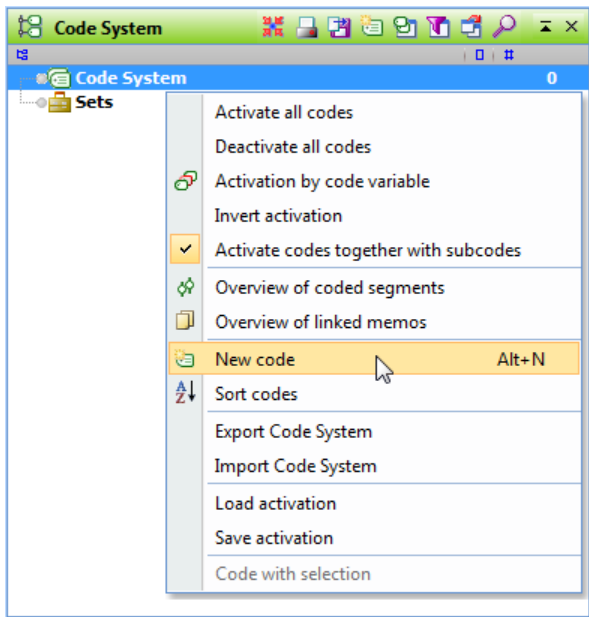 Code System
#
Code System 0
Sets
Activate all codes
Deactivate all codes
Activation by code variable
Invert activation
Activate codes together with subcodes
Overview of coded segments
Overview of linked memos
New code Alt+N
A
Z
Sort codes
Export Code System
Import Code System
Load activation
Save activation
Code with selection